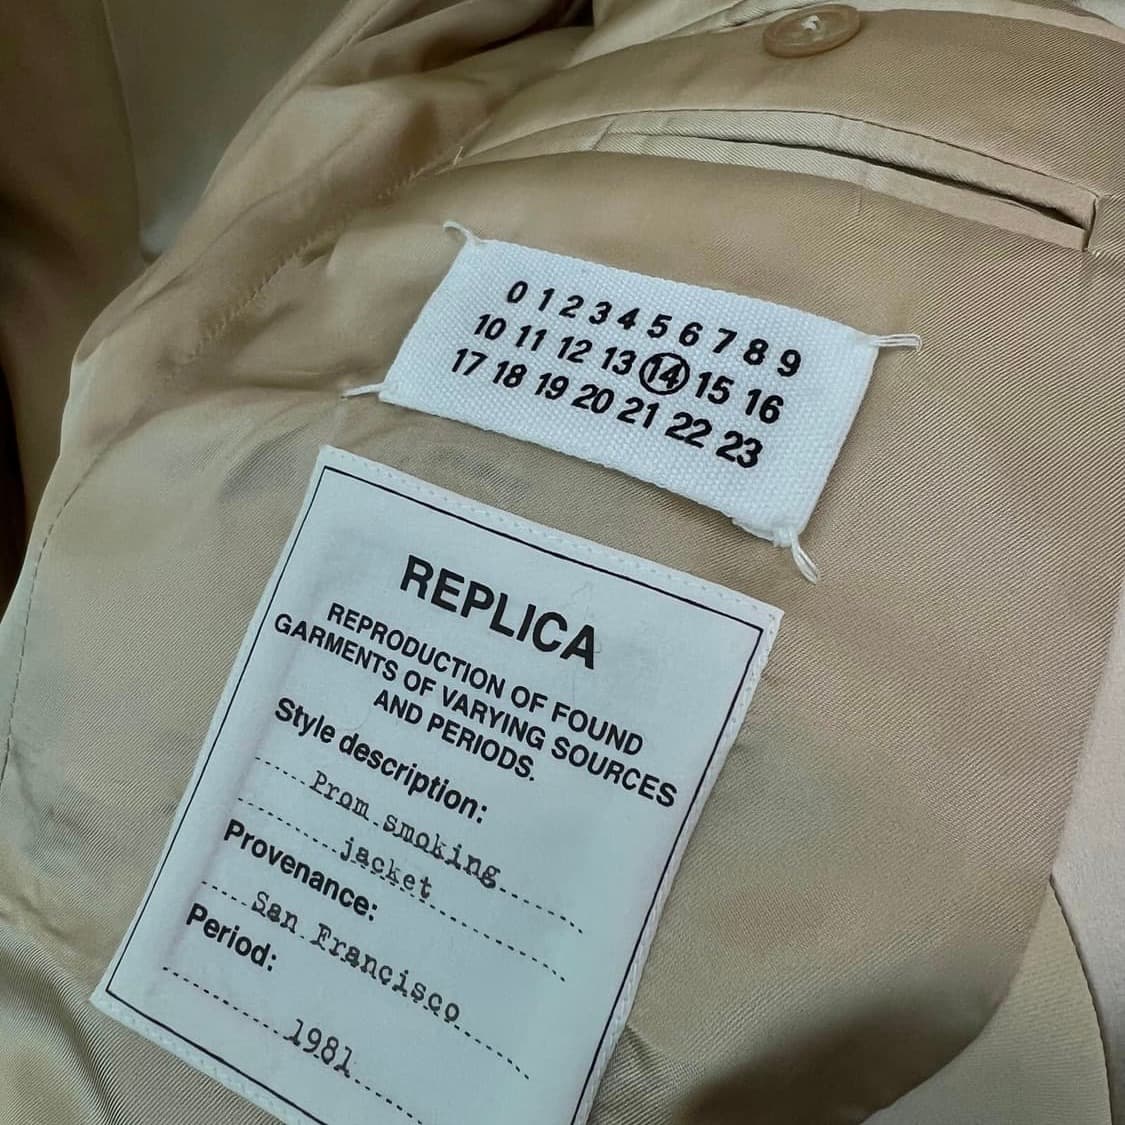 0 1 2 3 4 5 6 7 8 9
10 11 12 13 14 15 16
17 18 19 20 21 22 23
REPLICA
REPRODUCTION OF FOUND
GARMENTS OF VARYING SOURCES
AND PERIODS.
Style description:
Prom smoking
jacket
Provenance:
San Francisco
Period:
1981